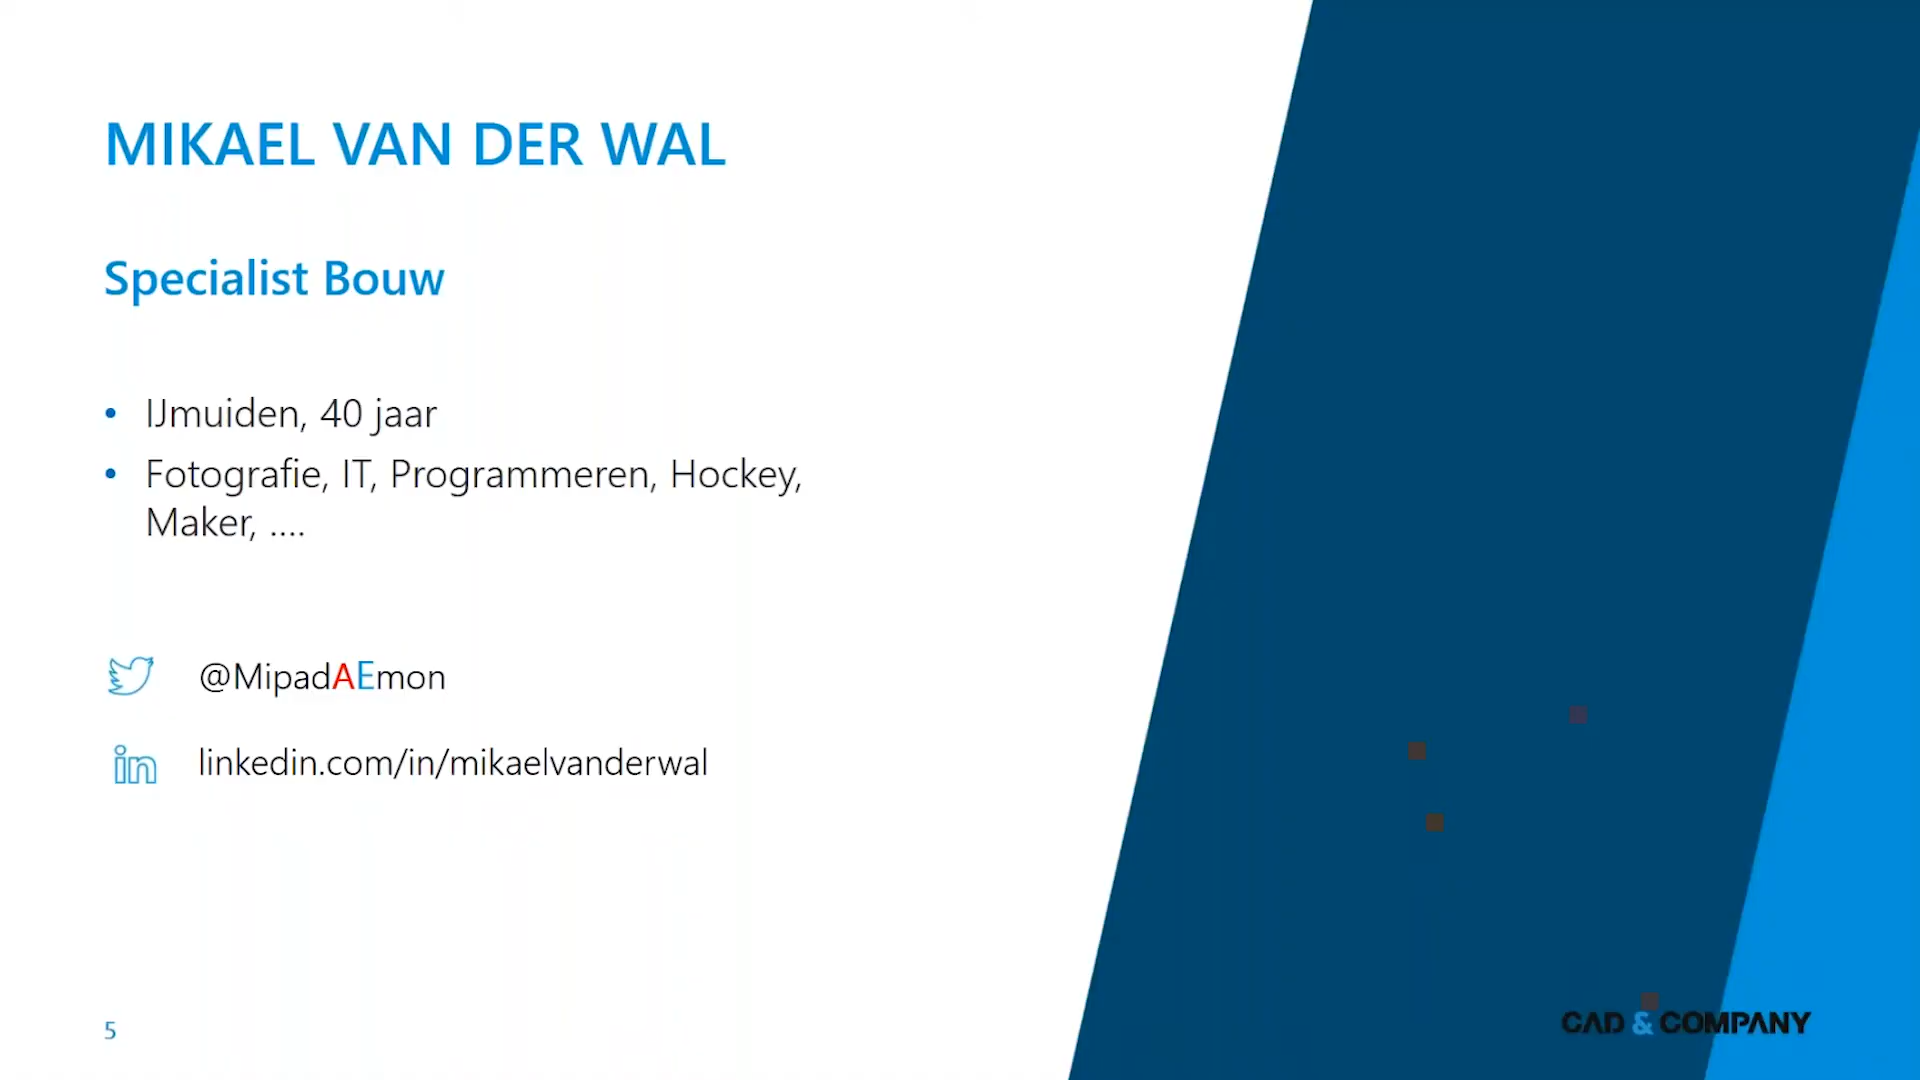 MIKAEL VAN DER WAL
Specialist Bouw
• IJmuiden, 40 jaar
• Fotografie, IT, Programmeren, Hockey,
Maker, ....
@MipadAEmon
in linkedin.com/in/mikaelvanderwal
5
CAD & COMPANY